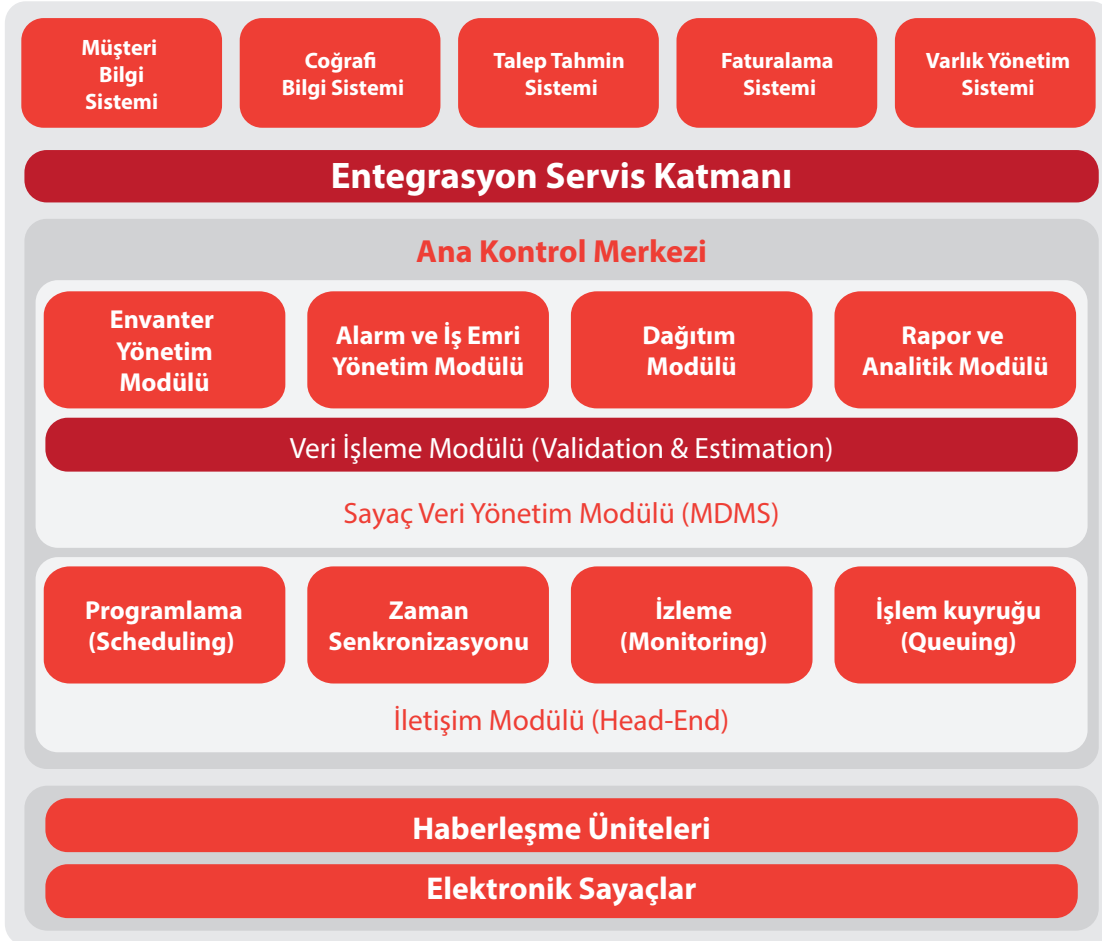 Müşteri
Bilgi
Sistemi
Coğrafi
Bilgi Sistemi
Talep Tahmin
Sistemi
Faturalama
Sistemi
Varlık Yönetim
Sistemi
Entegrasyon Servis Katmanı
Ana Kontrol Merkezi
Envanter
Yönetim
Modülü
Alarm ve İş Emri
Yönetim Modülü
Dağıtım
Modülü
Rapor ve
Analitik Modülü
Veri İşleme Modülü (Validation & Estimation)
Sayaç Veri Yönetim Modülü (MDMS)
Programlama
(Scheduling)
Zaman
Senkronizasyonu
İzleme
(Monitoring)
İşlem kuyruğu
(Queuing)
İletişim Modülü (Head-End)
Haberleşme Üniteleri
Elektronik Sayaçlar